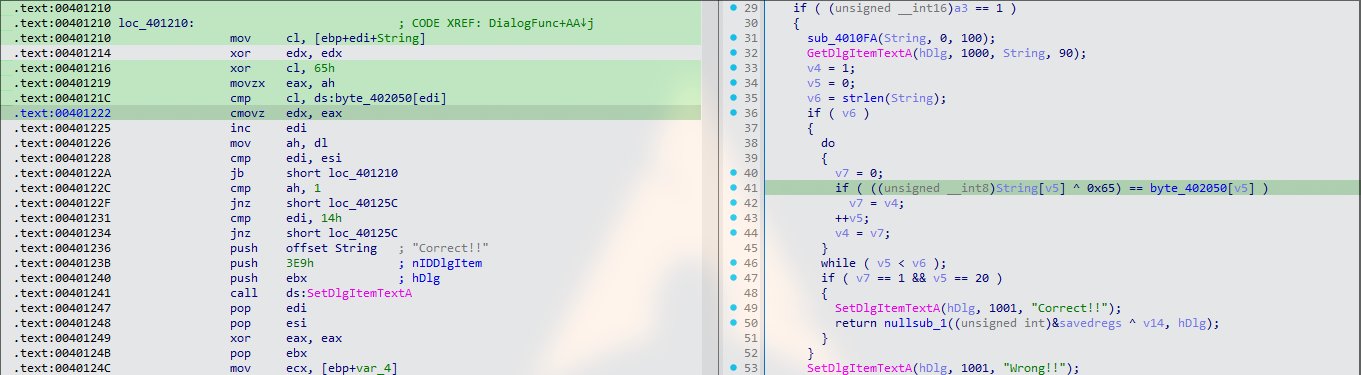 .text:00401210
.text:00401210 loc_401210: ; CODE XREF: DialogFunc+AA↓j
.text:00401210 mov cl, [ebp+edi+String]
.text:00401214 xor edx, edx
.text:00401216 xor cl, 65h
.text:00401219 movzx eax, ah
.text:0040121C cmp cl, ds:byte_402050[edi]
.text:00401222 cmovz edx, eax
.text:00401225 inc edi
.text:00401226 mov ah, dl
.text:00401228 cmp edi, esi
.text:0040122A jb short loc_401210
.text:0040122C cmp ah, 1
.text:0040122F jnz short loc_40125C
.text:00401231 cmp edi, 14h
.text:00401234 jnz short loc_40125C
.text:00401236 push offset String ; "Correct!!"
.text:0040123B push 3E9h ; nIDDlgItem
.text:00401240 push ebx ; hDlg
.text:00401241 call ds:SetDlgItemTextA
.text:00401247 pop edi
.text:00401248 pop esi
.text:00401249 xor eax, eax
.text:0040124B pop ebx
.text:0040124C mov ecx, [ebp+var_4]
29 if ( (unsigned __int16)a3 == 1 )
30 {
31 sub_4010FA(String, 0, 100);
32 GetDlgItemTextA(hDlg, 1000, String, 90);
33 v4 = 1;
34 v5 = 0;
35 v6 = strlen(String);
36 if ( v6 )
37 {
38 do
39 {
40 v7 = 0;
41 if ( ((unsigned __int8)String[v5] ^ 0x65) == byte_402050[v5] )
42 v7 = v4;
43 ++v5;
44 v4 = v7;
45 }
46 while ( v5 < v6 );
47 if ( v7 == 1 && v5 == 20 )
48 {
49 SetDlgItemTextA(hDlg, 1001, "Correct!!");
50 return nullsub_1((unsigned int)&savedregs ^ v14, hDlg);
51 }
52 }
53 SetDlgItemTextA(hDlg, 1001, "Wrong!!");